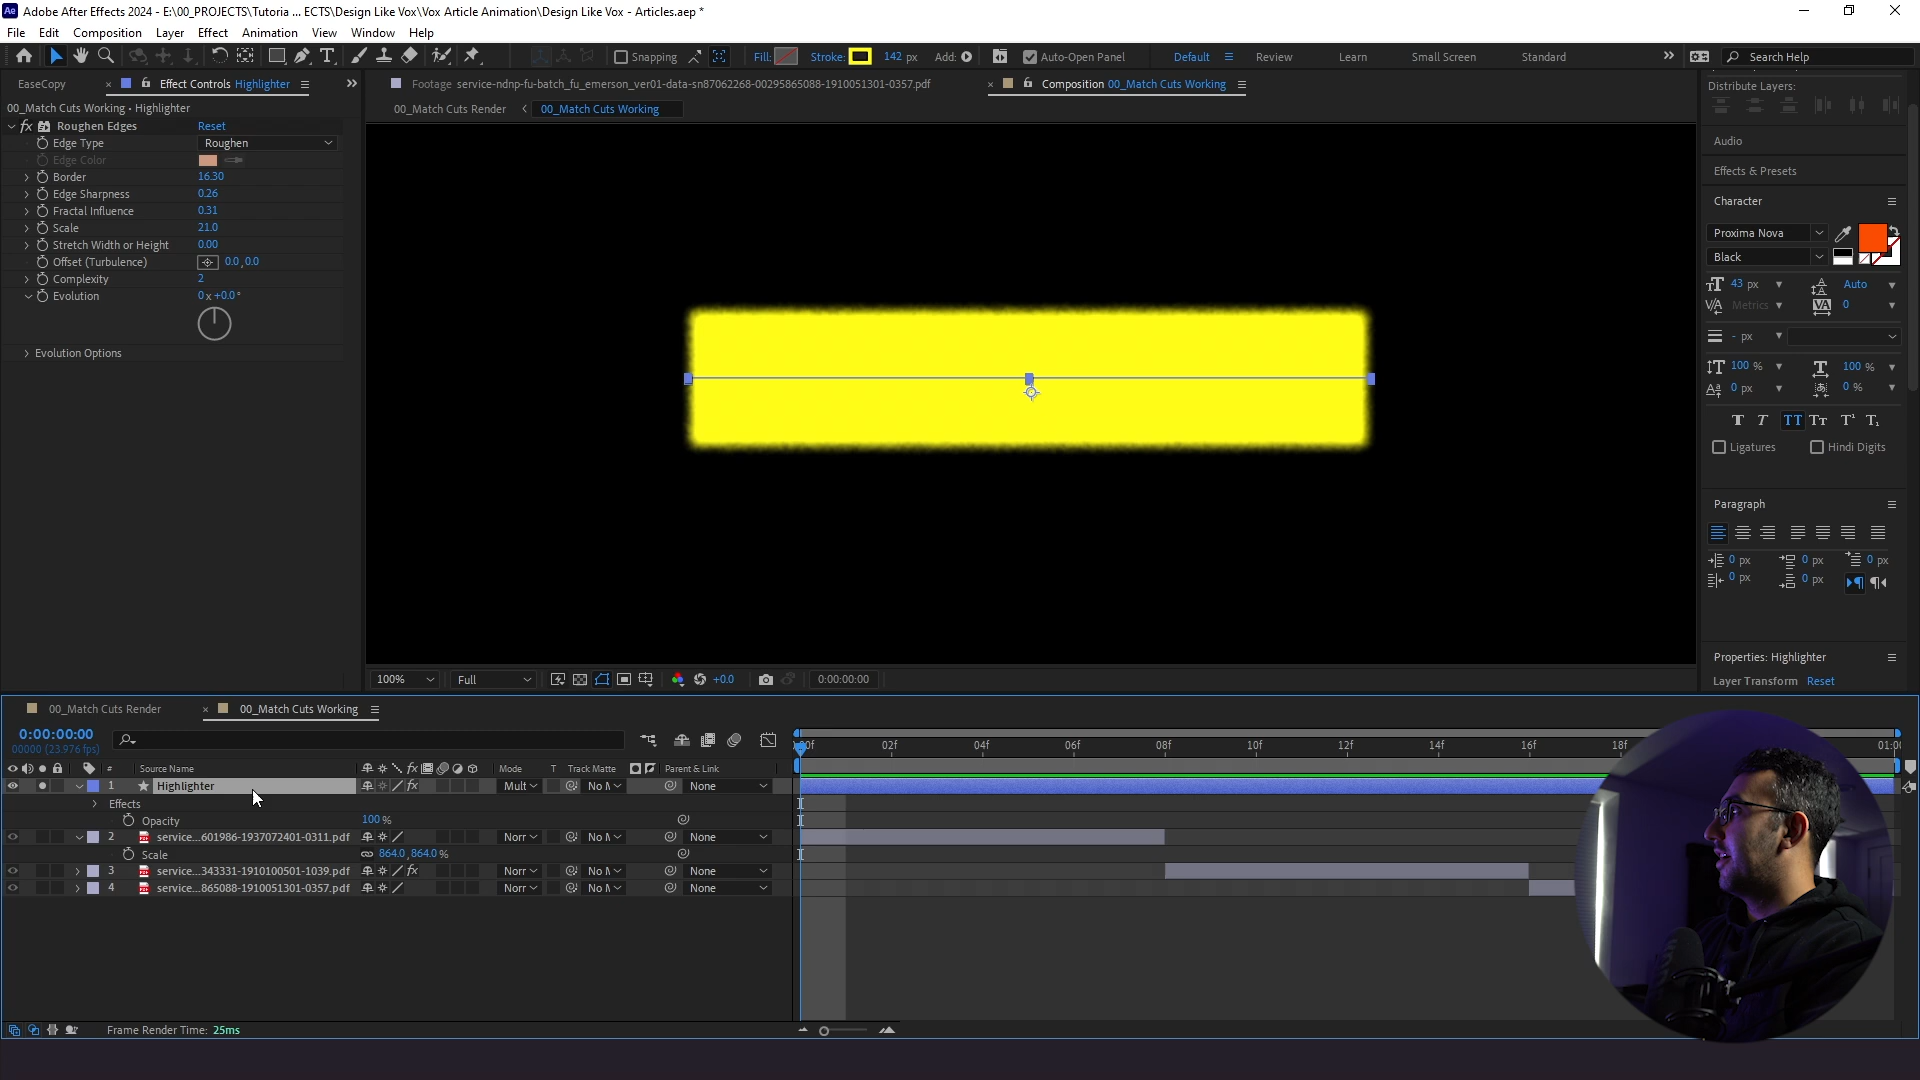 Adobe After Effects 2024 - E:\00_PROJECTS\Tutoria ... ECTS\Design Like Vox\Vox Article Animation\Design Like Vox - Articles.aep *
File Edit Composition Layer Effect Animation View Window Help
Snapping Fill: Stroke: 142 px Add: Auto-Open Panel Default Review Learn Small Screen Standard Search Help
EaseCopy Effect Controls Highlighter
Footage service-ndnp-fu-batch_fu_emerson_ver01-data-sn87062268-00295865088-1910051301-0357.pdf
Composition 00_Match Cuts Working
00_Match Cuts Render 00_Match Cuts Working
00_Match Cuts Working • Highlighter
Roughen Edges Reset
Edge Type Roughen
Edge Color
Border 16.30
Edge Sharpness 0.26
Fractal Influence 0.31
Scale 21.0
Stretch Width or Height 0.00
Offset (Turbulence) 0.0,0.0
Complexity 2
Evolution 0x+0.0°
Evolution Options
100% Full +0.0 0:00:00:00
Distribute Layers:
Audio
Effects & Presets
Character
Proxima Nova
Black
43 px Auto
Metrics 0
- px
100 % 100 %
0 px 0 %
Ligatures Hindi Digits
Paragraph
0 px 0 px 0 px
0 px 0 px
Properties: Highlighter
Layer Transform Reset
00_Match Cuts Render 00_Match Cuts Working
0:00:00:00
00000 (23.976 fps)
02f 04f 06f 08f 10f 12f 14f 16f 18f 01:0
# Source Name Mode T Track Matte Parent & Link
1 Highlighter Mult No M None
Effects
Opacity 100 %
2 service...601986-1937072401-0311.pdf Norr No M None
Scale 864.0,864.0 %
3 service...343331-1910100501-1039.pdf Norr No M None
4 service...865088-1910051301-0357.pdf Norr No M None
Frame Render Time: 25ms